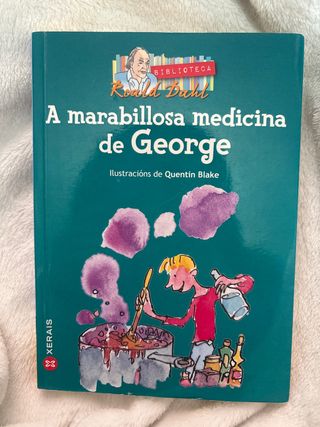 BIBLIOTECA
Roald Dahl
A marabillosa medicina
de George
Ilustracións de Quentin Blake
XERAIS